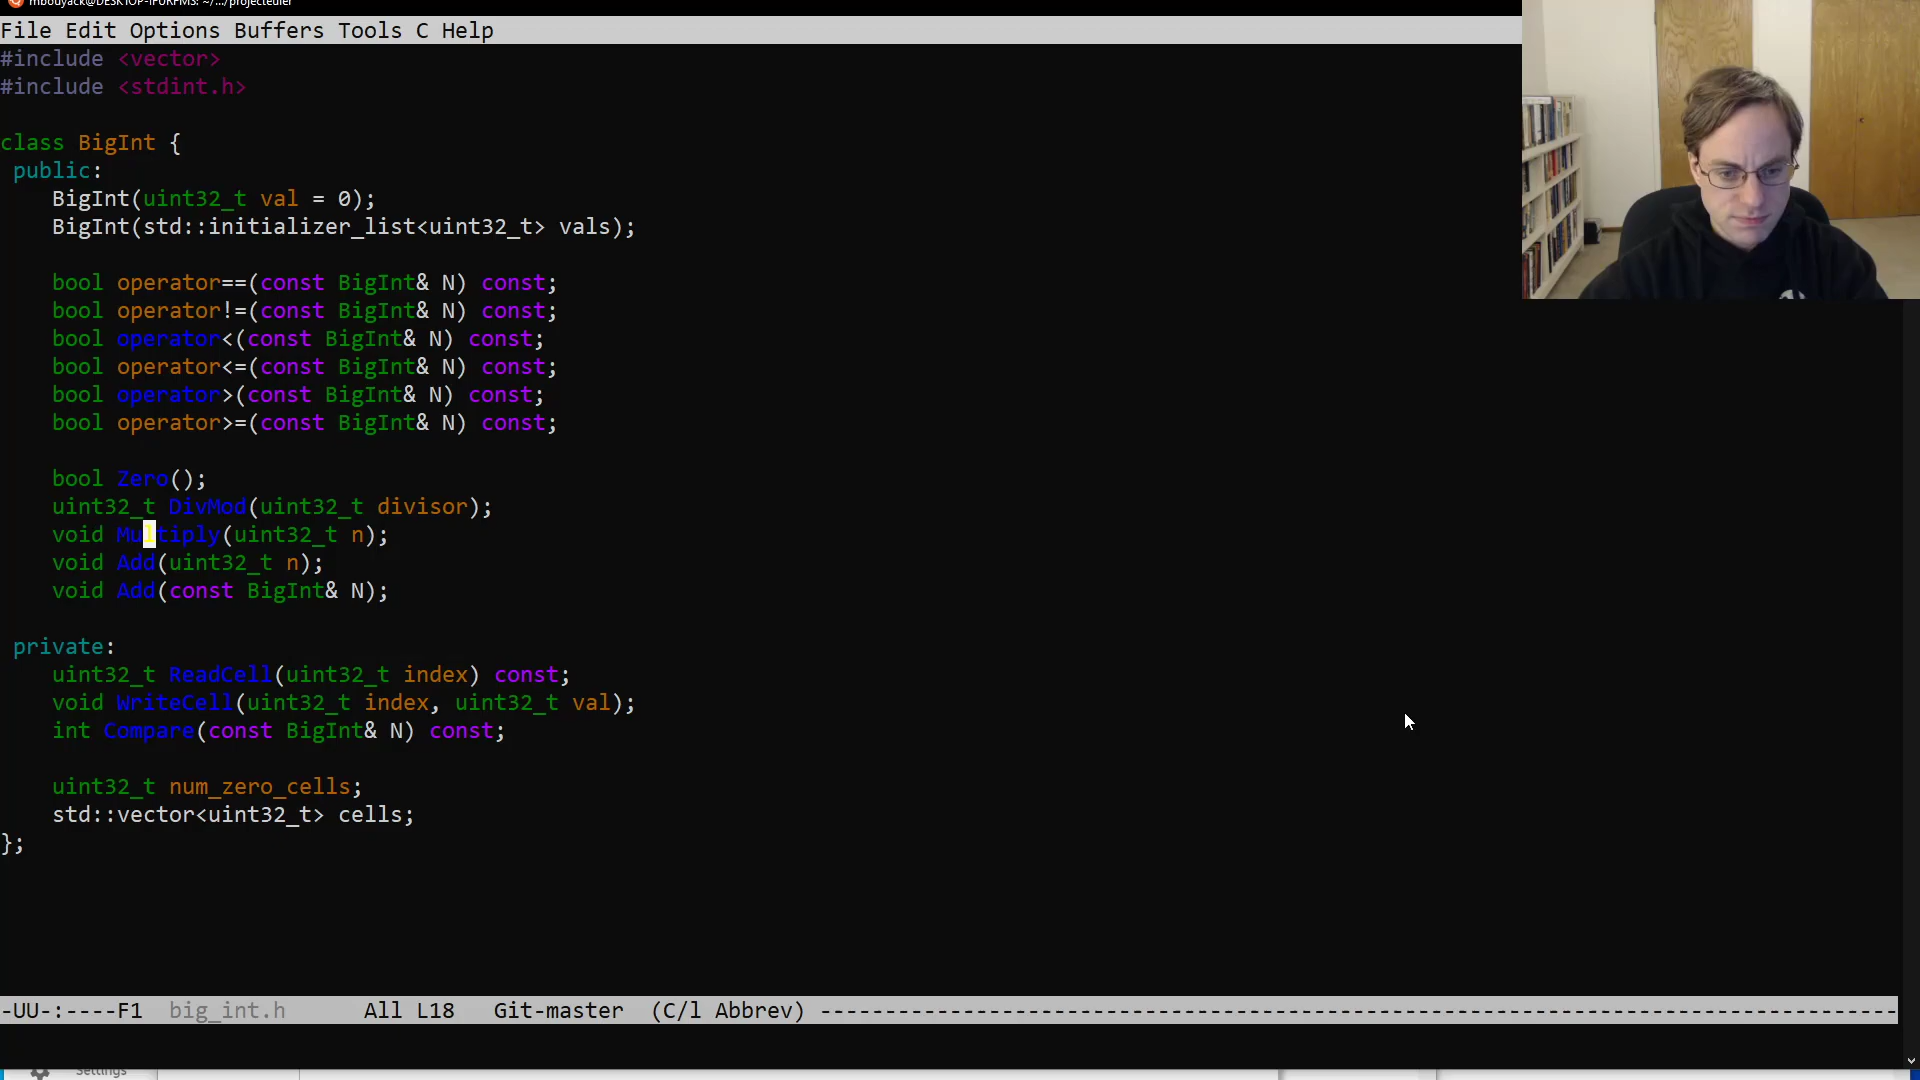 mbouyack@DESKTOP-IFURFMS: ~/.../projecteuler
File Edit Options Buffers Tools C Help
#include <vector>
#include <stdint.h>
class BigInt {
public:
BigInt(uint32_t val = 0);
BigInt(std::initializer_list<uint32_t> vals);
bool operator==(const BigInt& N) const;
bool operator!=(const BigInt& N) const;
bool operator<(const BigInt& N) const;
bool operator<=(const BigInt& N) const;
bool operator>(const BigInt& N) const;
bool operator>=(const BigInt& N) const;
bool Zero();
uint32_t DivMod(uint32_t divisor);
void Multiply(uint32_t n);
void Add(uint32_t n);
void Add(const BigInt& N);
private:
uint32_t ReadCell(uint32_t index) const;
void WriteCell(uint32_t index, uint32_t val);
int Compare(const BigInt& N) const;
uint32_t num_zero_cells;
std::vector<uint32_t> cells;
};
-UU-:----F1 big_int.h All L18 Git-master (C/l Abbrev) -----------------------------------------------------------------------------------
Settings